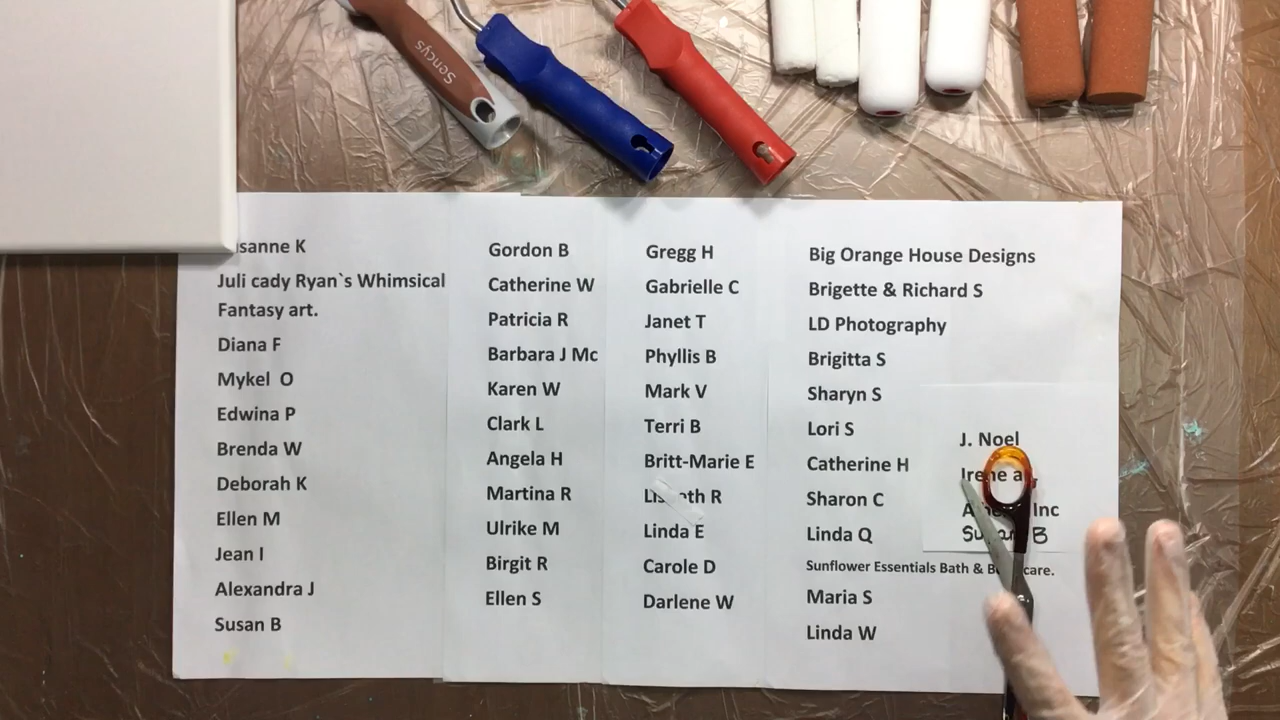 Sencys
sanne K
Juli cady Ryan`s Whimsical
Fantasy art.
Diana F
Mykel O
Edwina P
Brenda W
Deborah K
Ellen M
Jean I
Alexandra J
Susan B
Gordon B
Catherine W
Patricia R
Barbara J Mc
Karen W
Clark L
Angela H
Martina R
Ulrike M
Birgit R
Ellen S
Gregg H
Gabrielle C
Janet T
Phyllis B
Mark V
Terri B
Britt-Marie E
R
Linda E
Carole D
Darlene W
Big Orange House Designs
Brigette & Richard S
LD Photography
Brigitta S
Sharyn S
Lori S
Catherine H
Sharon C
Linda Q
Sunflower Essentials Bath & care.
Maria S
Linda W
J. Noel
Irene
Inc
B